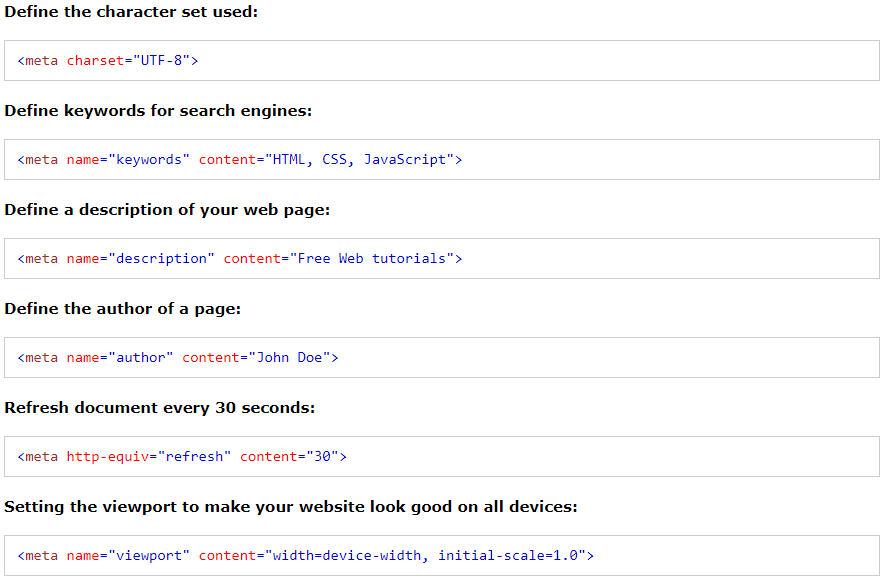 Define the character set used:
<meta charset="UTF-8">
Define keywords for search engines:
<meta name="keywords" content="HTML, CSS, JavaScript">
Define a description of your web page:
<meta name="description" content="Free Web tutorials">
Define the author of a page:
<meta name="author" content="John Doe">
Refresh document every 30 seconds:
<meta http-equiv="refresh" content="30">
Setting the viewport to make your website look good on all devices:
<meta name="viewport" content="width=device-width, initial-scale=1.0">